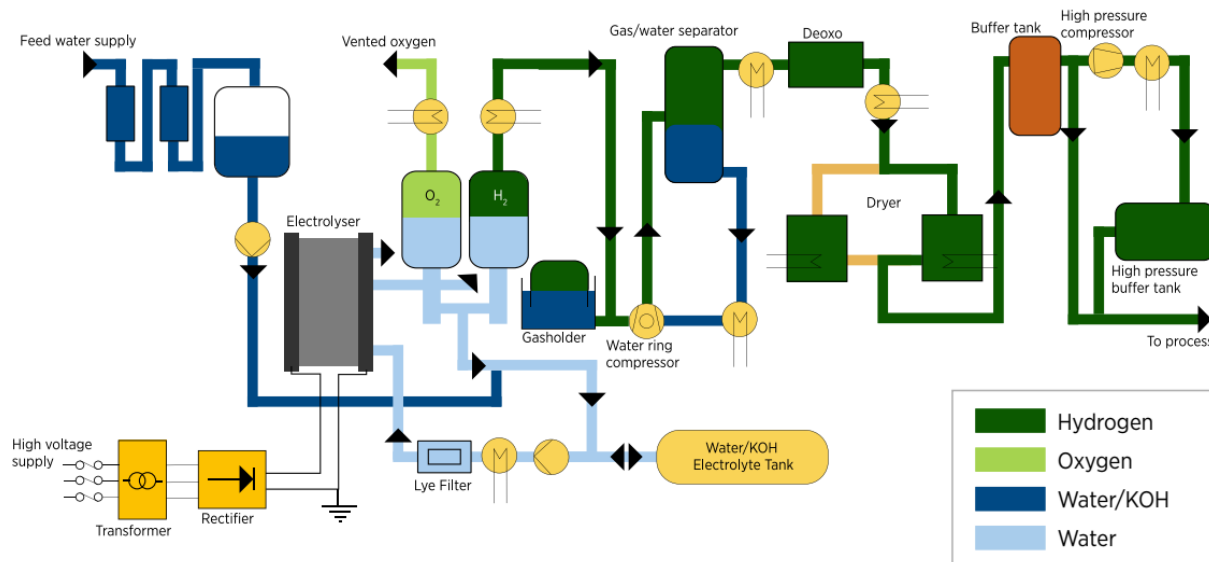 Feed water supply
Vented oxygen
Gas/water separator
Deoxo
Buffer tank
High pressure
compressor
O2
H2
Electrolyser
Dryer
Gasholder
Water ring
compressor
High pressure
buffer tank
To process
High voltage
supply
Transformer
Rectifier
Lye Filter
Water/KOH
Electrolyte Tank
Hydrogen
Oxygen
Water/KOH
Water
M
M
M
M
M
M
M
M
M